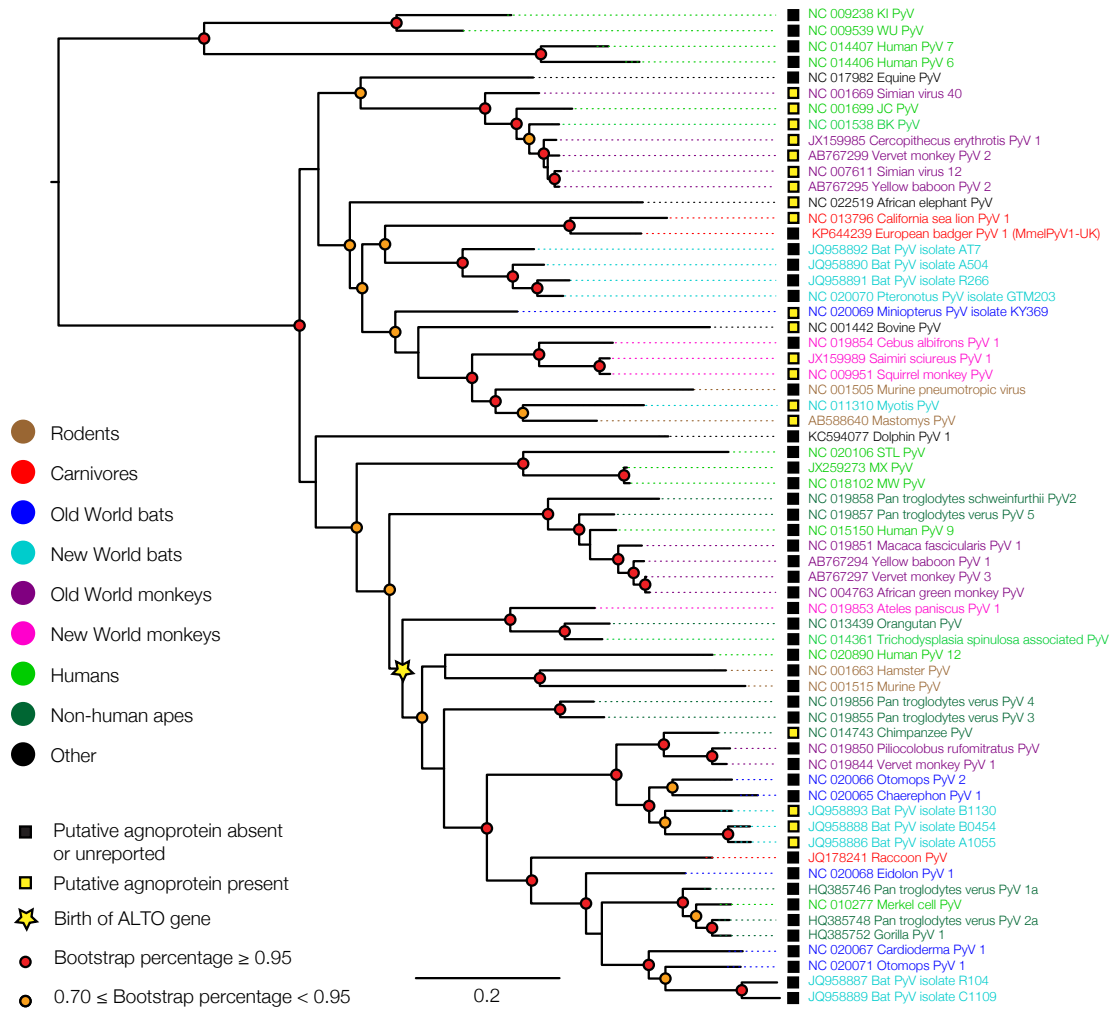 NC 009238 KI PyV
NC 009539 WU PyV
NC 014407 Human PyV 7
NC 014406 Human PyV 6
NC 017982 Equine PyV
NC 001669 Simian virus 40
NC 001699 JC PyV
NC 001538 BK PyV
JX159985 Cercopithecus erythrotis PyV 1
AB767299 Vervet monkey PyV 2
NC 007611 Simian virus 12
AB767295 Yellow baboon PyV 2
NC 022519 African elephant PyV
NC 013796 California sea lion PyV 1
KP644239 European badger PyV 1 (MmelPyV1-UK)
JQ958892 Bat PyV isolate AT7
JQ958890 Bat PyV isolate A504
JQ958891 Bat PyV isolate R266
NC 020070 Pteronotus PyV isolate GTM203
NC 020069 Miniopterus PyV isolate KY369
NC 001442 Bovine PyV
NC 019854 Cebus albifrons PyV 1
JX159989 Saimiri sciureus PyV 1
NC 009951 Squirrel monkey PyV
NC 001505 Murine pneumotropic virus
NC 011310 Myotis PyV
AB588640 Mastomys PyV
KC594077 Dolphin PyV 1
NC 020106 STL PyV
JX259273 MX PyV
NC 018102 MW PyV
NC 019858 Pan troglodytes schweinfurthii PyV2
NC 019857 Pan troglodytes verus PyV 5
NC 015150 Human PyV 9
NC 019851 Macaca fascicularis PyV 1
AB767294 Yellow baboon PyV 1
AB767297 Vervet monkey PyV 3
NC 004763 African green monkey PyV
NC 019853 Ateles paniscus PyV 1
NC 013439 Orangutan PyV
NC 014361 Trichodysplasia spinulosa associated PyV
NC 020890 Human PyV 12
NC 001663 Hamster PyV
NC 001515 Murine PyV
NC 019856 Pan troglodytes verus PyV 4
NC 019855 Pan troglodytes verus PyV 3
NC 014743 Chimpanzee PyV
NC 019850 Piliocolobus rufomitratus PyV
NC 019844 Vervet monkey PyV 1
NC 020066 Otomops PyV 2
NC 020065 Chaerephon PyV 1
JQ958893 Bat PyV isolate B1130
JQ958888 Bat PyV isolate B0454
JQ958886 Bat PyV isolate A1055
JQ178241 Raccoon PyV
NC 020068 Eidolon PyV 1
HQ385746 Pan troglodytes verus PyV 1a
NC 010277 Merkel cell PyV
HQ385748 Pan troglodytes verus PyV 2a
HQ385752 Gorilla PyV 1
NC 020067 Cardioderma PyV 1
NC 020071 Otomops PyV 1
JQ958887 Bat PyV isolate R104
JQ958889 Bat PyV isolate C1109
Rodents
Carnivores
Old World bats
New World bats
Old World monkeys
New World monkeys
Humans
Non-human apes
Other
Putative agnoprotein absent
or unreported
Putative agnoprotein present
Birth of ALTO gene
Bootstrap percentage ≥ 0.95
0.70 ≤ Bootstrap percentage < 0.95
0.2